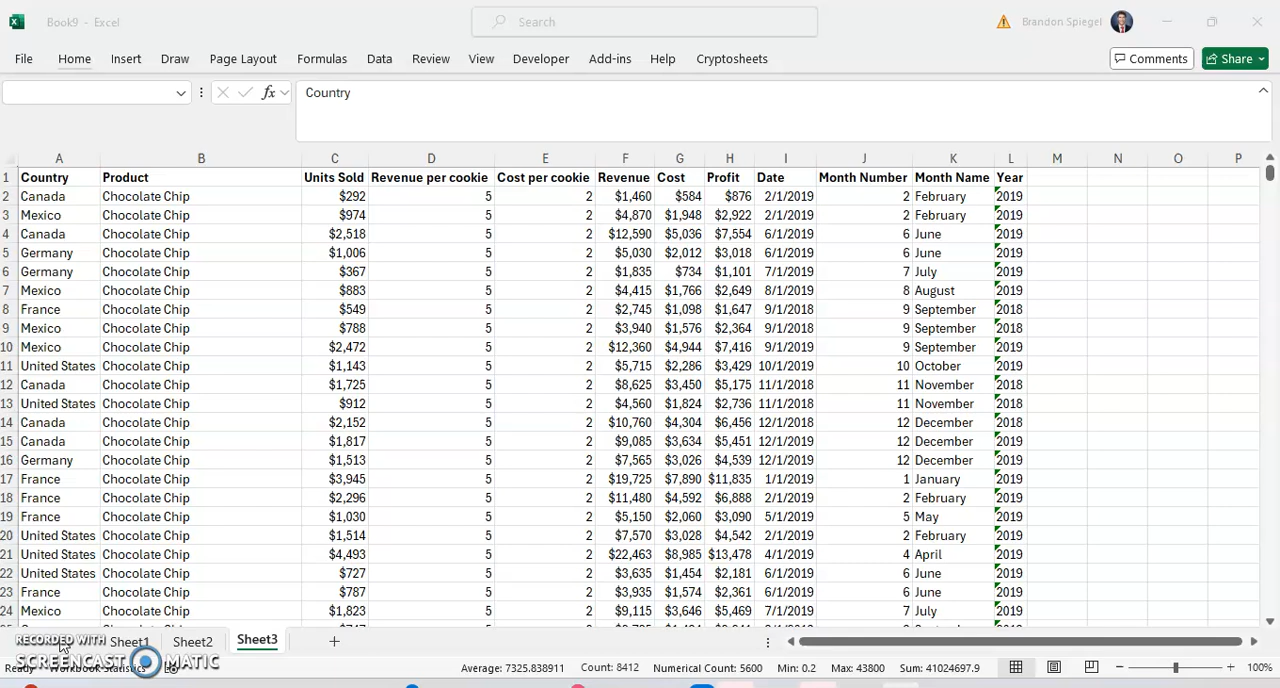 Book9 - Excel
Search
Brandon Spiegel
File Home Insert Draw Page Layout Formulas Data Review View Developer Add-ins Help Cryptosheets
Comments
Share
fx
Country
A B C D E F G H I J K L M N O P
1 Country Product Units Sold Revenue per cookie Cost per cookie Revenue Cost Profit Date Month Number Month Name Year
2 Canada Chocolate Chip $292 5 2 $1,460 $584 $876 2/1/2019 2 February 2019
3 Mexico Chocolate Chip $974 5 2 $4,870 $1,948 $2,922 2/1/2019 2 February 2019
4 Canada Chocolate Chip $2,518 5 2 $12,590 $5,036 $7,554 6/1/2019 6 June 2019
5 Germany Chocolate Chip $1,006 5 2 $5,030 $2,012 $3,018 6/1/2019 6 June 2019
6 Germany Chocolate Chip $367 5 2 $1,835 $734 $1,101 7/1/2019 7 July 2019
7 Mexico Chocolate Chip $883 5 2 $4,415 $1,766 $2,649 8/1/2019 8 August 2019
8 France Chocolate Chip $549 5 2 $2,745 $1,098 $1,647 9/1/2018 9 September 2018
9 Mexico Chocolate Chip $788 5 2 $3,940 $1,576 $2,364 9/1/2018 9 September 2018
10 Mexico Chocolate Chip $2,472 5 2 $12,360 $4,944 $7,416 9/1/2019 9 September 2019
11 United States Chocolate Chip $1,143 5 2 $5,715 $2,286 $3,429 10/1/2019 10 October 2019
12 Canada Chocolate Chip $1,725 5 2 $8,625 $3,450 $5,175 11/1/2018 11 November 2018
13 United States Chocolate Chip $912 5 2 $4,560 $1,824 $2,736 11/1/2018 11 November 2018
14 Canada Chocolate Chip $2,152 5 2 $10,760 $4,304 $6,456 12/1/2018 12 December 2018
15 Canada Chocolate Chip $1,817 5 2 $9,085 $3,634 $5,451 12/1/2019 12 December 2019
16 Germany Chocolate Chip $1,513 5 2 $7,565 $3,026 $4,539 12/1/2019 12 December 2019
17 France Chocolate Chip $3,945 5 2 $19,725 $7,890 $11,835 1/1/2019 1 January 2019
18 France Chocolate Chip $2,296 5 2 $11,480 $4,592 $6,888 2/1/2019 2 February 2019
19 France Chocolate Chip $1,030 5 2 $5,150 $2,060 $3,090 5/1/2019 5 May 2019
20 United States Chocolate Chip $1,514 5 2 $7,570 $3,028 $4,542 2/1/2019 2 February 2019
21 United States Chocolate Chip $4,493 5 2 $22,463 $8,985 $13,478 4/1/2019 4 April 2019
22 United States Chocolate Chip $727 5 2 $3,635 $1,454 $2,181 6/1/2019 6 June 2019
23 France Chocolate Chip $787 5 2 $3,935 $1,574 $2,361 6/1/2019 6 June 2019
24 Mexico Chocolate Chip $1,823 5 2 $9,115 $3,646 $5,469 7/1/2019 7 July 2019
RECORDED WITH
SCREENCAST MATIC
Sheet1 Sheet2 Sheet3
Average: 7325.838911 Count: 8412 Numerical Count: 5600 Min: 0.2 Max: 43800 Sum: 41024697.9
100%